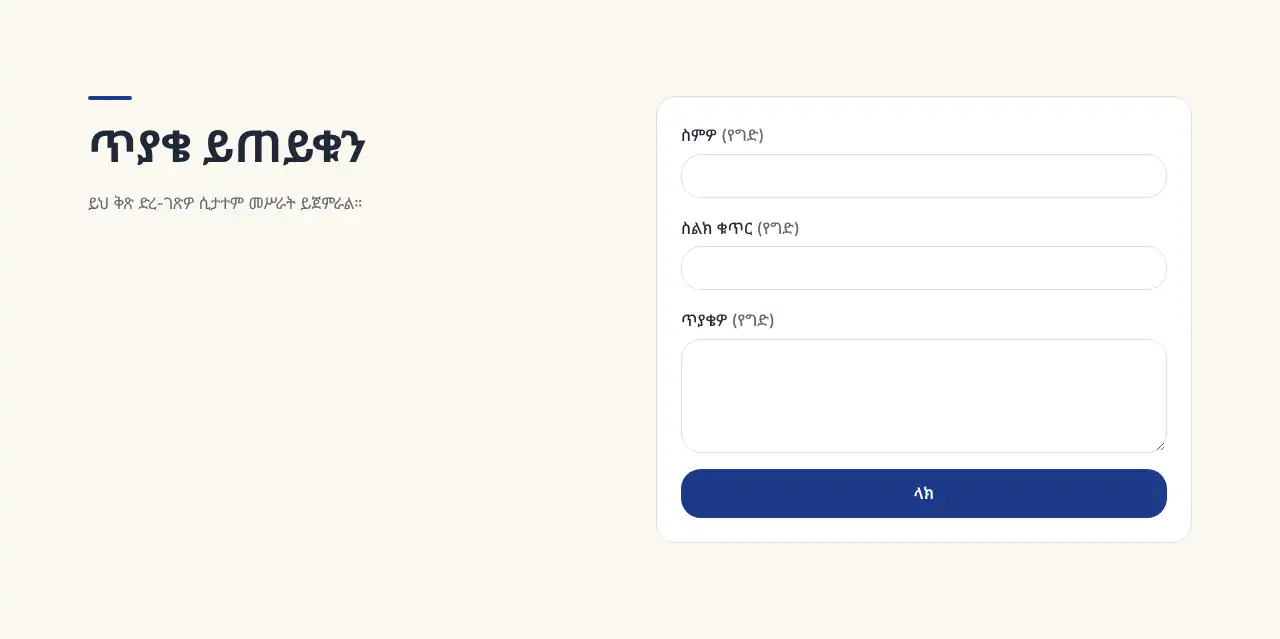 ጥያቄ ይጠይቁን
ይህ ቅጽ ድረ-ገጽዎ ሲታተም መሥራት ይጀምራል።
ስምዎ (የግድ)
ስልክ ቁጥር (የግድ)
ጥያቄዎ (የግድ)
ላክ